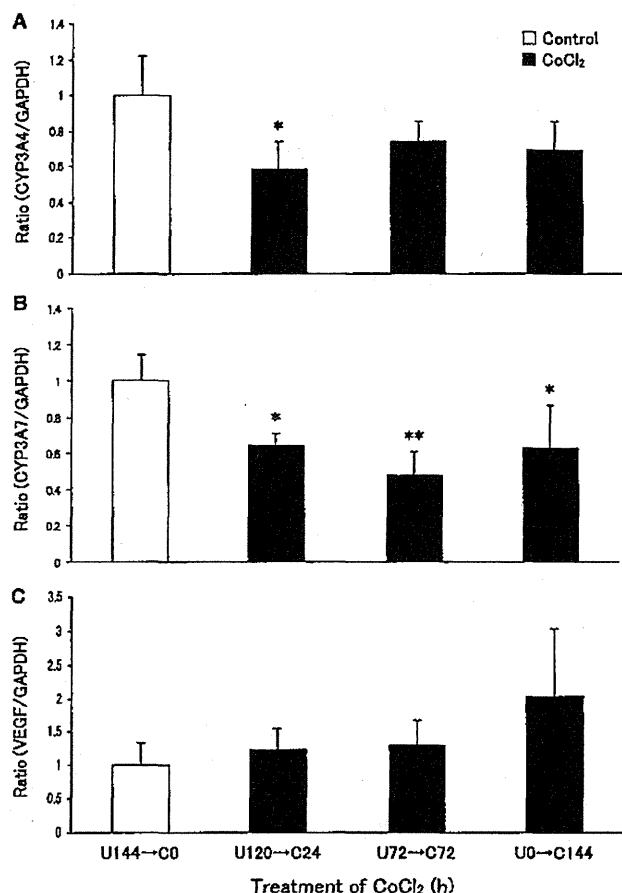 A
Ratio (CYP3A4/GAPDH)
1.4
1.2
1
0.8
0.6
0.4
0.2
0
*
Control
CoCl₂
B
Ratio (CYP3A7/GAPDH)
1.4
1.2
1
0.8
0.6
0.4
0.2
0
*
**
*
C
Ratio (VEGF/GAPDH)
3.5
3
2.5
2
1.5
1
0.5
0
U144→C0 U120→C24 U72→C72 U0→C144
Treatment of CoCl₂ (h)